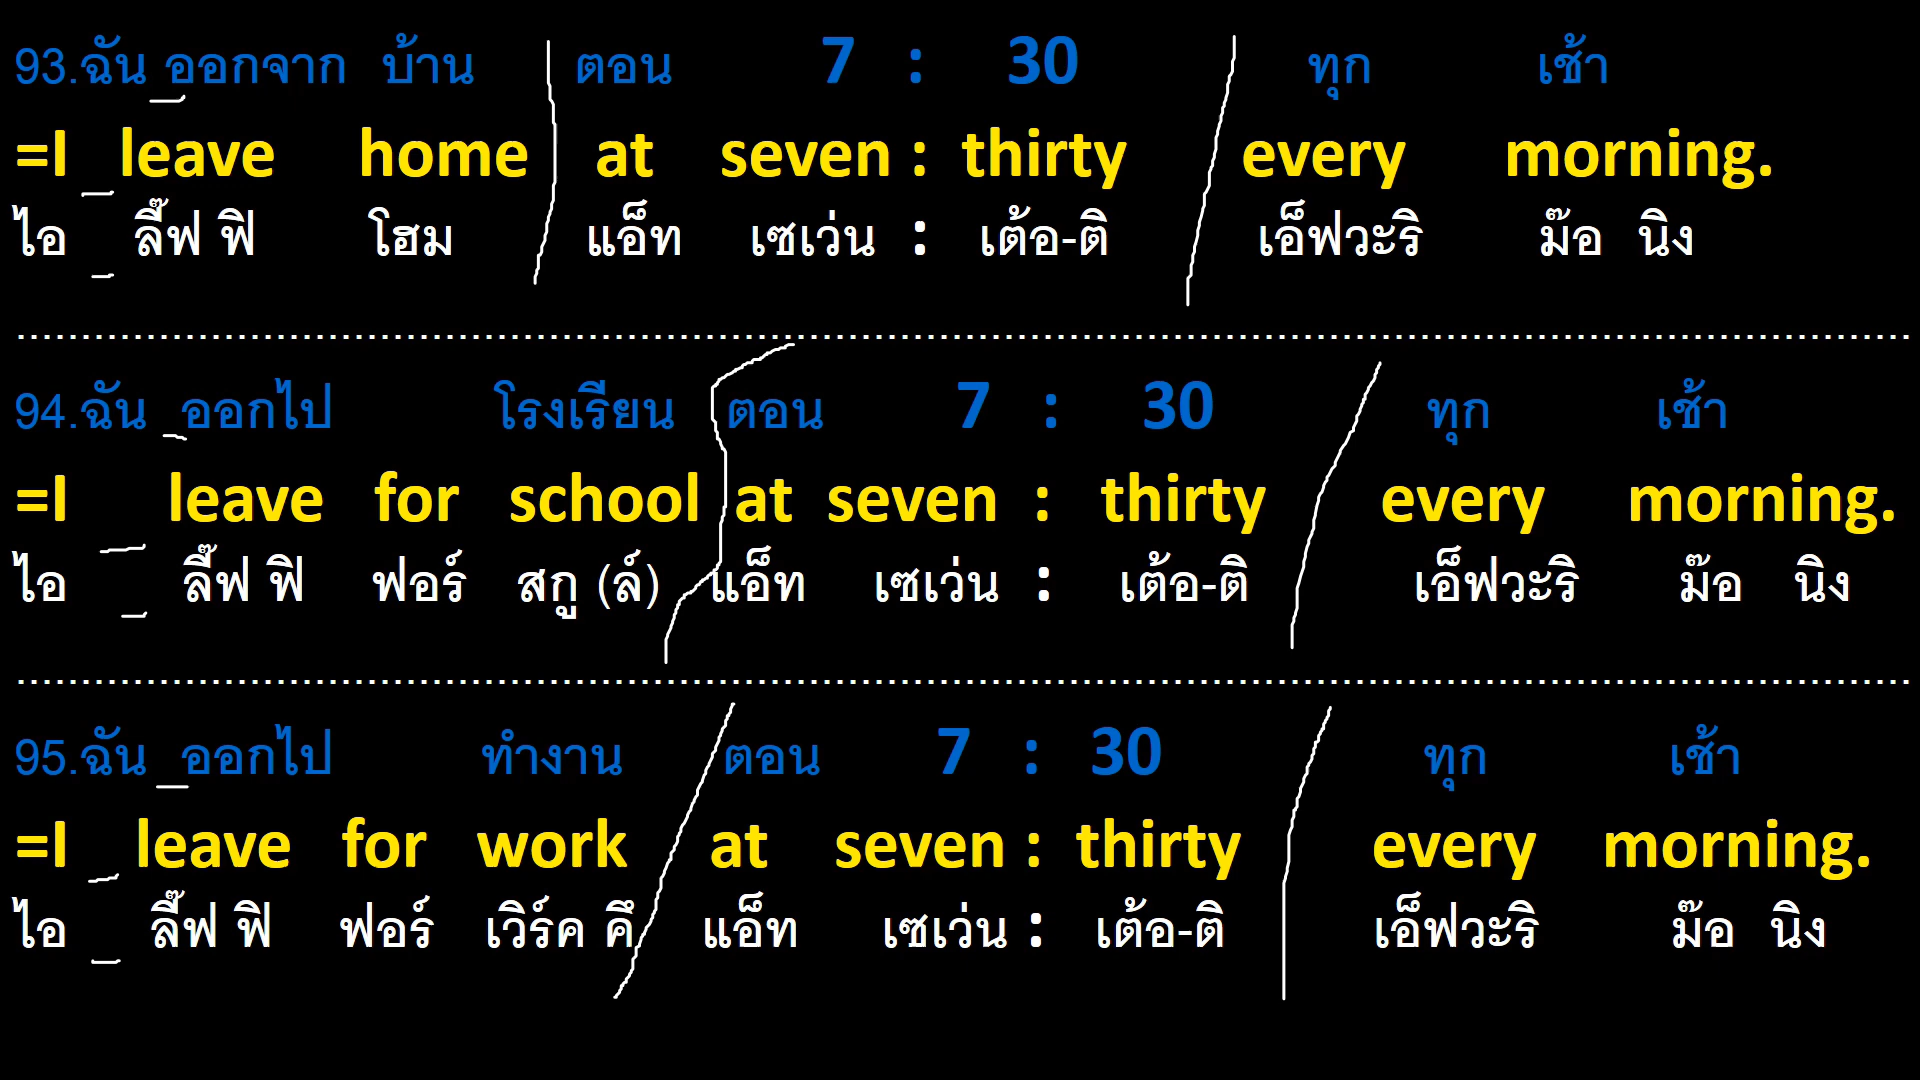 93.ฉัน ออกจาก บ้าน ตอน 7 : 30 ทุก เช้า
=I leave home at seven : thirty every morning.
ไอ ลี๊ฟ ฟิ โฮม แอ็ท เซเว่น : เต้อ-ติ เอ็ฟวะริ ม๊อ นิง
94.ฉัน ออกไป โรงเรียน ตอน 7 : 30 ทุก เช้า
=I leave for school at seven : thirty every morning.
ไอ ลี๊ฟ ฟิ ฟอร์ สกู (ล์) แอ็ท เซเว่น : เต้อ-ติ เอ็ฟวะริ ม๊อ นิง
95.ฉัน ออกไป ทำงาน ตอน 7 : 30 ทุก เช้า
=I leave for work at seven : thirty every morning.
ไอ ลี๊ฟ ฟิ ฟอร์ เวิร์ค คึ แอ็ท เซเว่น : เต้อ-ติ เอ็ฟวะริ ม๊อ นิง